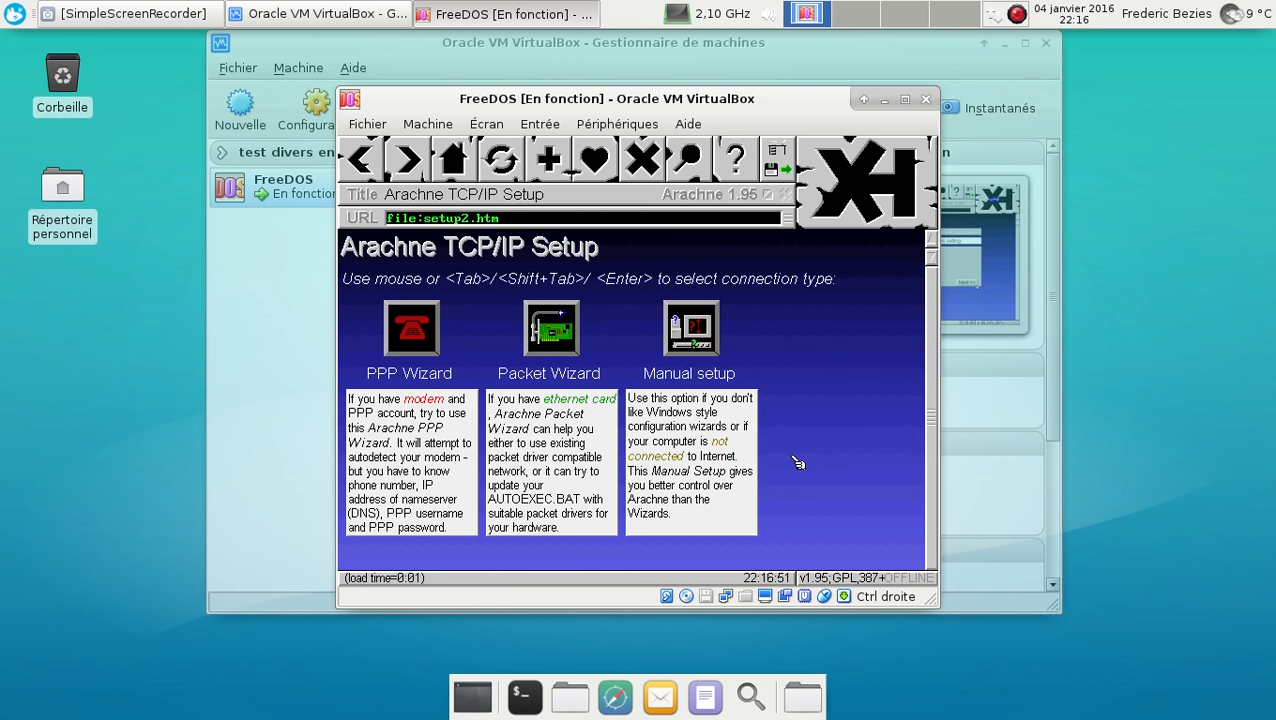 [SimpleScreenRecorder]
Oracle VM VirtualBox - G...
FreeDOS [En fonction] - ...
2,10 GHz
04 janvier 2016
22:16
Frederic Bezies
9 °C
Corbeille
Répertoire
personnel
Oracle VM VirtualBox - Gestionnaire de machines
Fichier Machine Aide
Nouvelle
Configura
Instantanés
test divers en
FreeDOS
En fonction
DOS
FreeDOS [En fonction] - Oracle VM VirtualBox
Fichier Machine Écran Entrée Périphériques Aide
Title Arachne TCP/IP Setup Arachne 1.95
URL file:setup2.htm
Arachne TCP/IP Setup
Use mouse or <Tab>/<Shift+Tab>/ <Enter> to select connection type:
PPP Wizard
Packet Wizard
Manual setup
If you have modem and
PPP account, try to use
this Arachne PPP
Wizard. It will attempt to
autodetect your modem -
but you have to know
phone number, IP
address of nameserver
(DNS), PPP username
and PPP password.
If you have ethernet card
, Arachne Packet
Wizard can help you
either to use existing
packet driver compatible
network, or it can try to
update your
AUTOEXEC.BAT with
suitable packet drivers for
your hardware.
Use this option if you don't
like Windows style
configuration wizards or if
your computer is not
connected to Internet.
This Manual Setup gives
you better control over
Arachne than the
Wizards.
(load time=0:01)
22:16:51
v1.95;GPL,387+OFFLINE
Ctrl droite